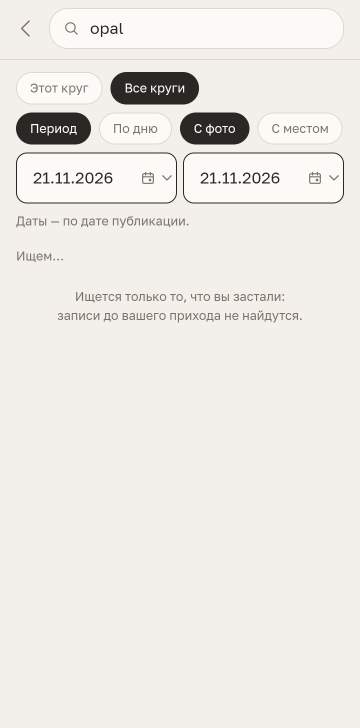 opal
Этот круг
Все круги
Период
По дню
С фото
С местом
21.11.2026
21.11.2026
Даты — по дате публикации.
Ищем...
Ищется только то, что вы застали:
записи до вашего прихода не найдутся.